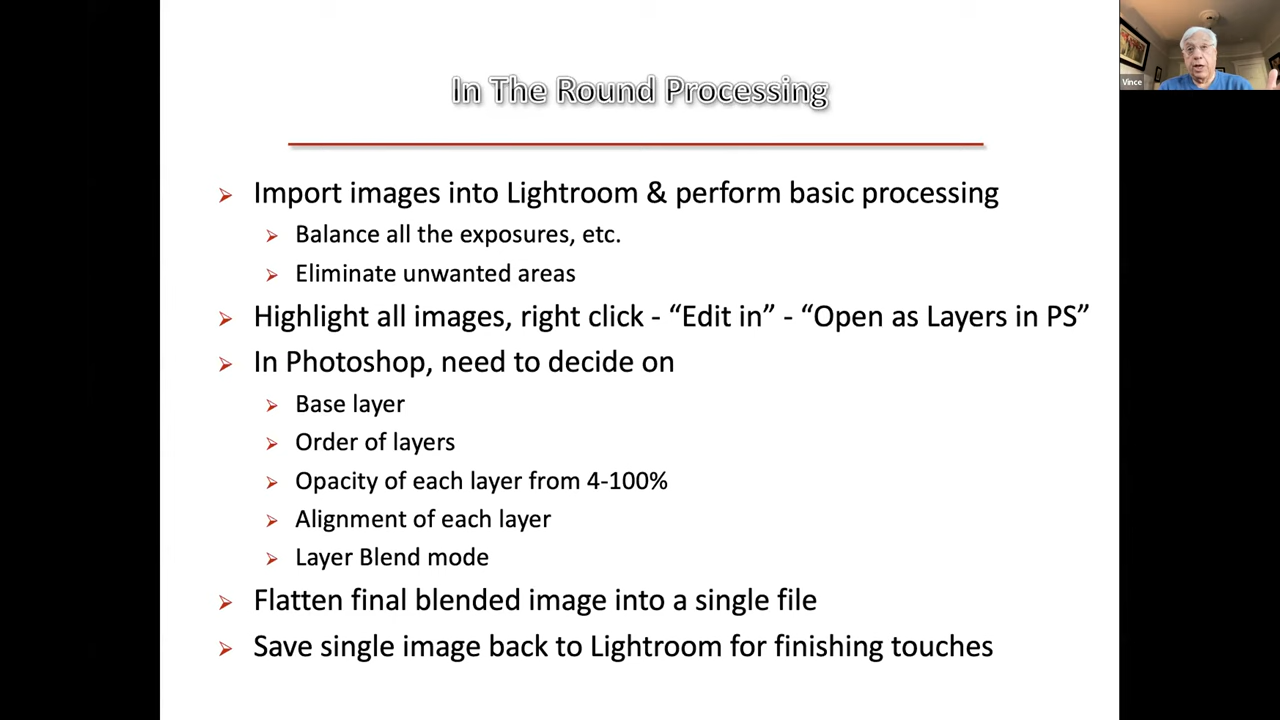 Vince
In The Round Processing
Import images into Lightroom & perform basic processing
Balance all the exposures, etc.
Eliminate unwanted areas
Highlight all images, right click - “Edit in” - “Open as Layers in PS”
In Photoshop, need to decide on
Base layer
Order of layers
Opacity of each layer from 4-100%
Alignment of each layer
Layer Blend mode
Flatten final blended image into a single file
Save single image back to Lightroom for finishing touches